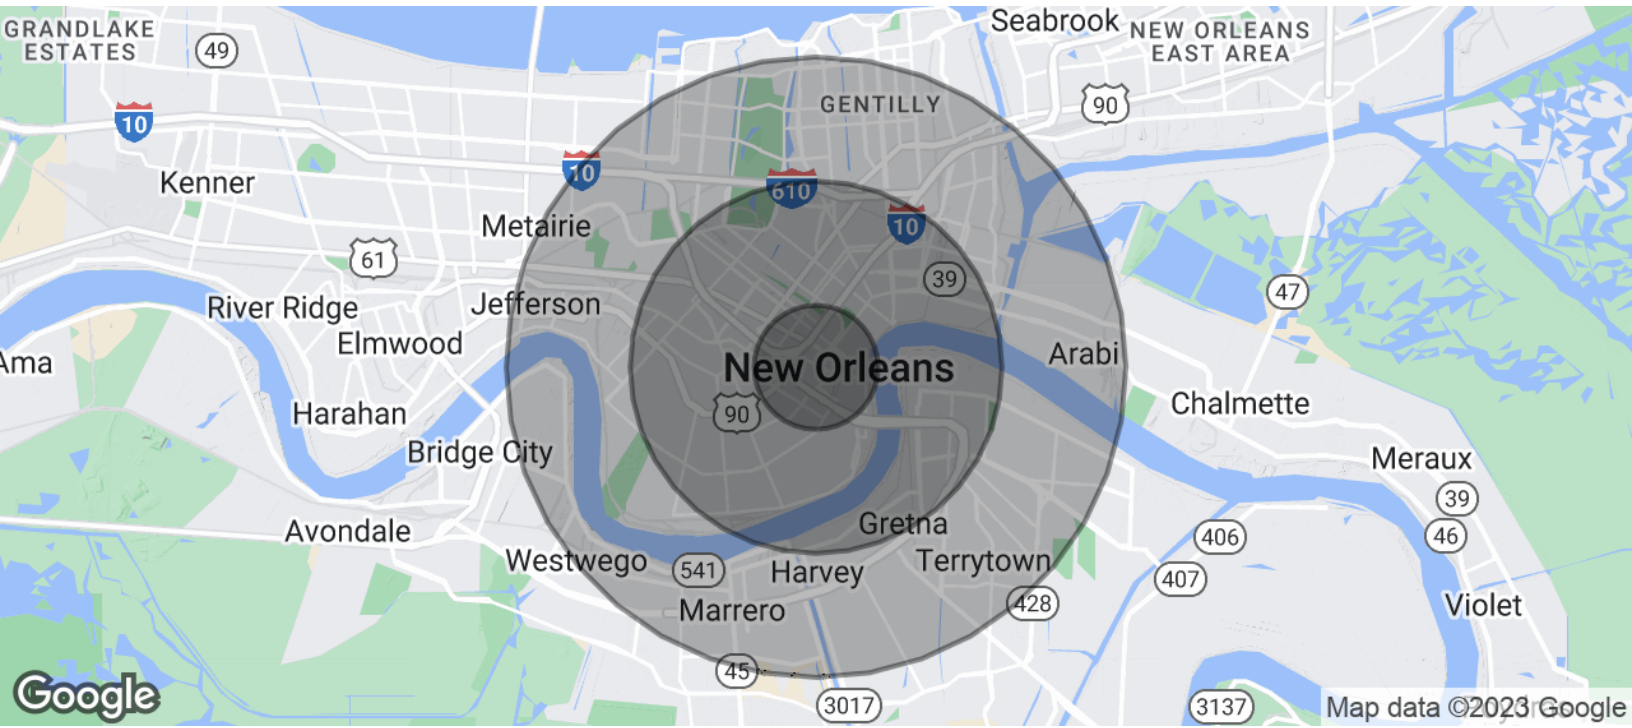 Seabrook
GRANDLAKE
ESTATES
49
NEW ORLEANS
EAST AREA
90
GENTILLY
10
10
Kenner
610
Metairie
10
61
39
47
River Ridge
Jefferson
Elmwood
Arabi
Ama
New Orleans
Harahan
90
Chalmette
Bridge City
Meraux
39
Avondale
Gretna
406
46
Westwego
541
Harvey
Terrytown
407
Marrero
428
Violet
45
Google
3017
3137
Map data ©2023 Google